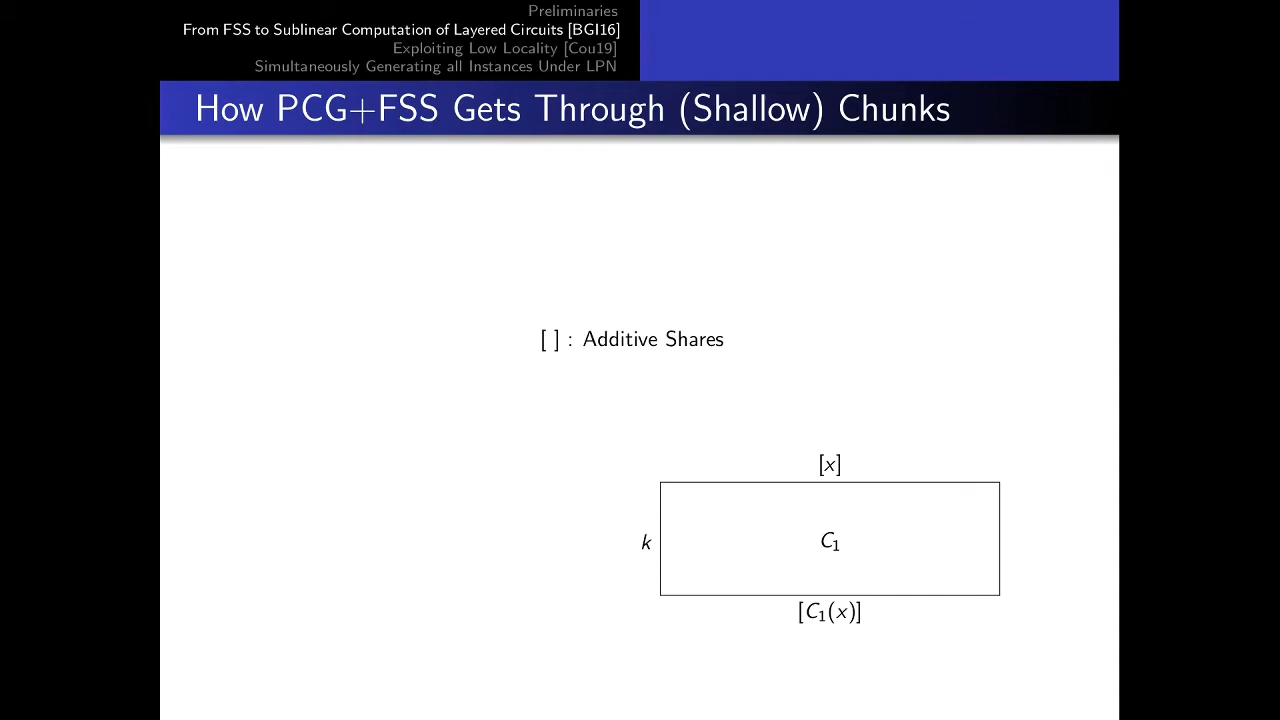 Preliminaries
From FSS to Sublinear Computation of Layered Circuits [BGI16]
Exploiting Low Locality [Cou19]
Simultaneously Generating all Instances Under LPN
How PCG+FSS Gets Through (Shallow) Chunks
[ ] : Additive Shares
[x]
k
C₁
[C₁(x)]